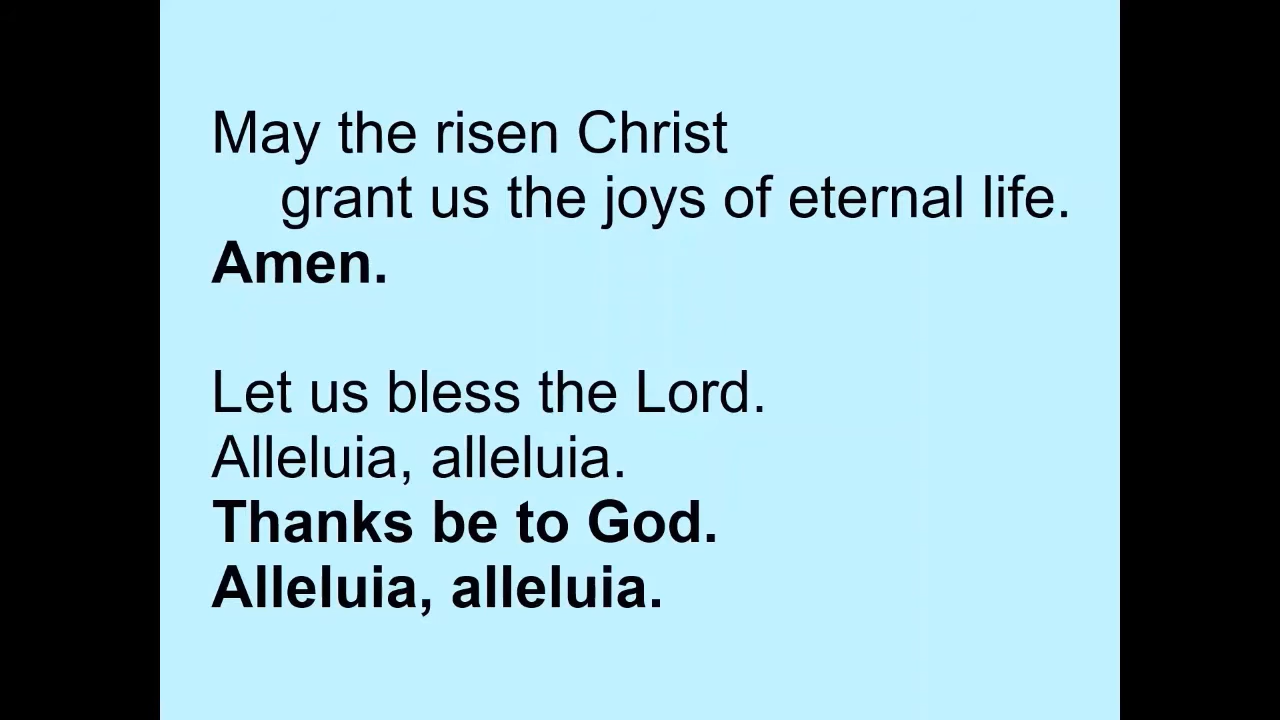 May the risen Christ
grant us the joys of eternal life.
Amen.
Let us bless the Lord.
Alleluia, alleluia.
Thanks be to God.
Alleluia, alleluia.